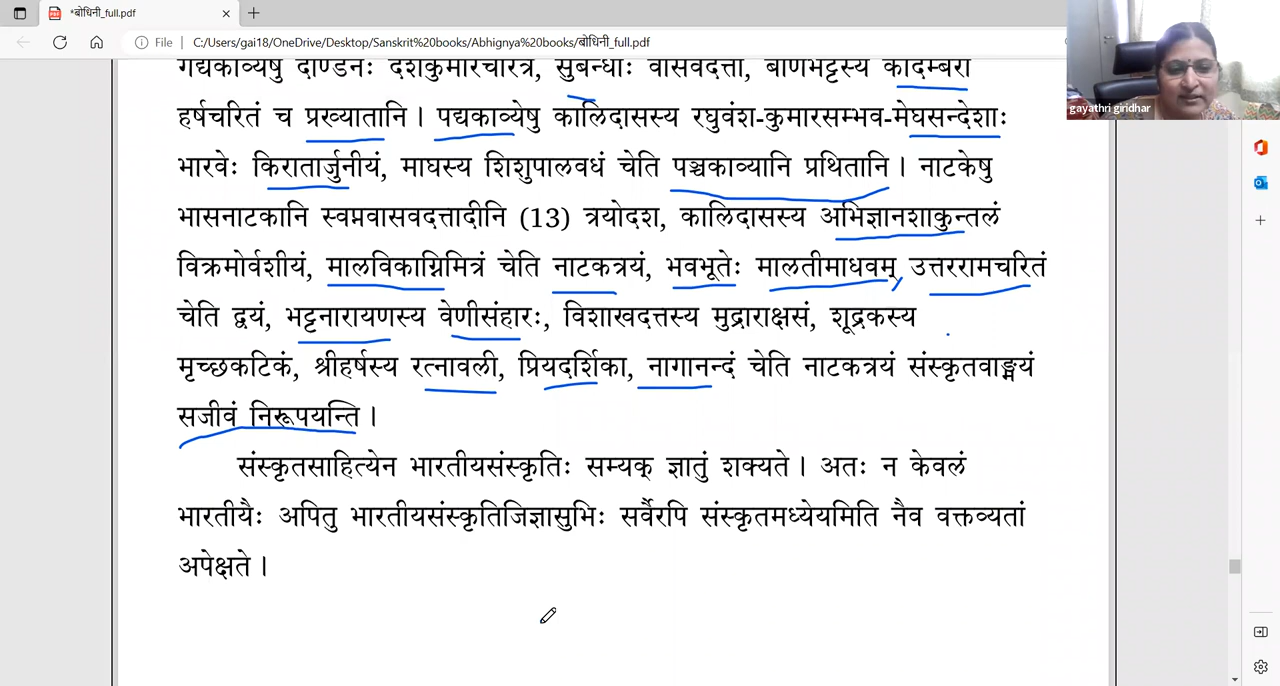 *बोधिनी_full.pdf
File
C:/Users/gai18/OneDrive/Desktop/Sanskrit%20books/Abhignya%20books/बोधिनी_full.pdf
gayathri giridhar
गद्यकाव्येषु दण्डिनः दशकुमारचरित्रं, सुबन्धोः वासवदत्ता, बाणभट्टस्य कादम्बरी
हर्षचरितं च प्रख्यातानि । पद्यकाव्येषु कालिदासस्य रघुवंश-कुमारसम्भव-मेघसन्देशाः
भारवेः किरातार्जुनीयं, माघस्य शिशुपालवधं चेति पञ्चकाव्यानि प्रथितानि । नाटकेषु
भासनाटकानि स्वप्नवासवदत्तादीनि (13) त्रयोदश, कालिदासस्य अभिज्ञानशाकुन्तलं
विक्रमोर्वशीयं, मालविकाग्निमित्रं चेति नाटकत्रयं, भवभूतेः मालतीमाधवम्, उत्तररामचरितं
चेति द्वयं, भट्टनारायणस्य वेणीसंहारः, विशाखदत्तस्य मुद्राराक्षसं, शूद्रकस्य
मृच्छकटिकं, श्रीहर्षस्य रत्नावली, प्रियदर्शिका, नागानन्दं चेति नाटकत्रयं संस्कृतवाङ्मयं
सजीवं निरूपयन्ति ।
संस्कृतसाहित्येन भारतीयसंस्कृतिः सम्यक् ज्ञातुं शक्यते । अतः न केवलं
भारतीयैः अपितु भारतीयसंस्कृतिजिज्ञासुभिः सर्वैरपि संस्कृतमध्येयमिति नैव वक्तव्यतां
अपेक्षते ।